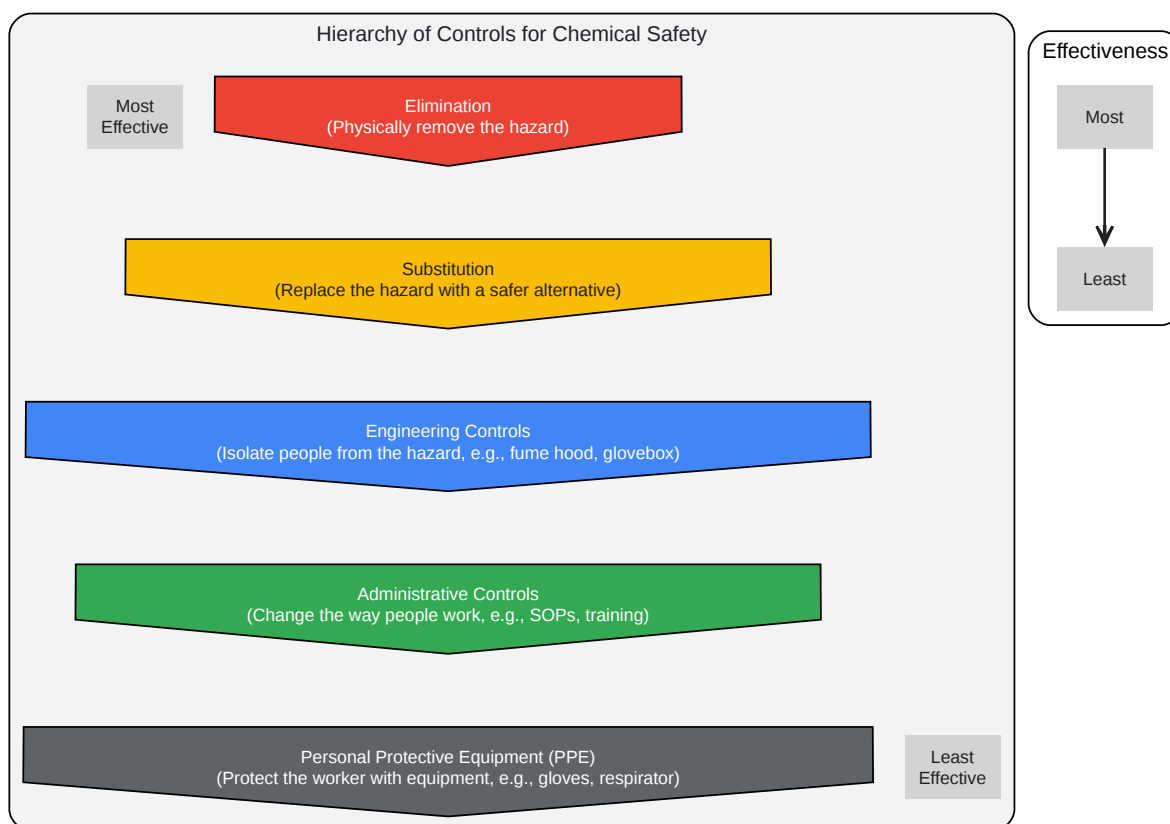 Hierarchy of Controls for Chemical Safety
Most
Effective
Elimination
(Physically remove the hazard)
Substitution
(Replace the hazard with a safer alternative)
Engineering Controls
(Isolate people from the hazard, e.g., fume hood, glovebox)
Administrative Controls
(Change the way people work, e.g., SOPs, training)
Personal Protective Equipment (PPE)
(Protect the worker with equipment, e.g., gloves, respirator)
Least
Effective
Effectiveness
Most
Least